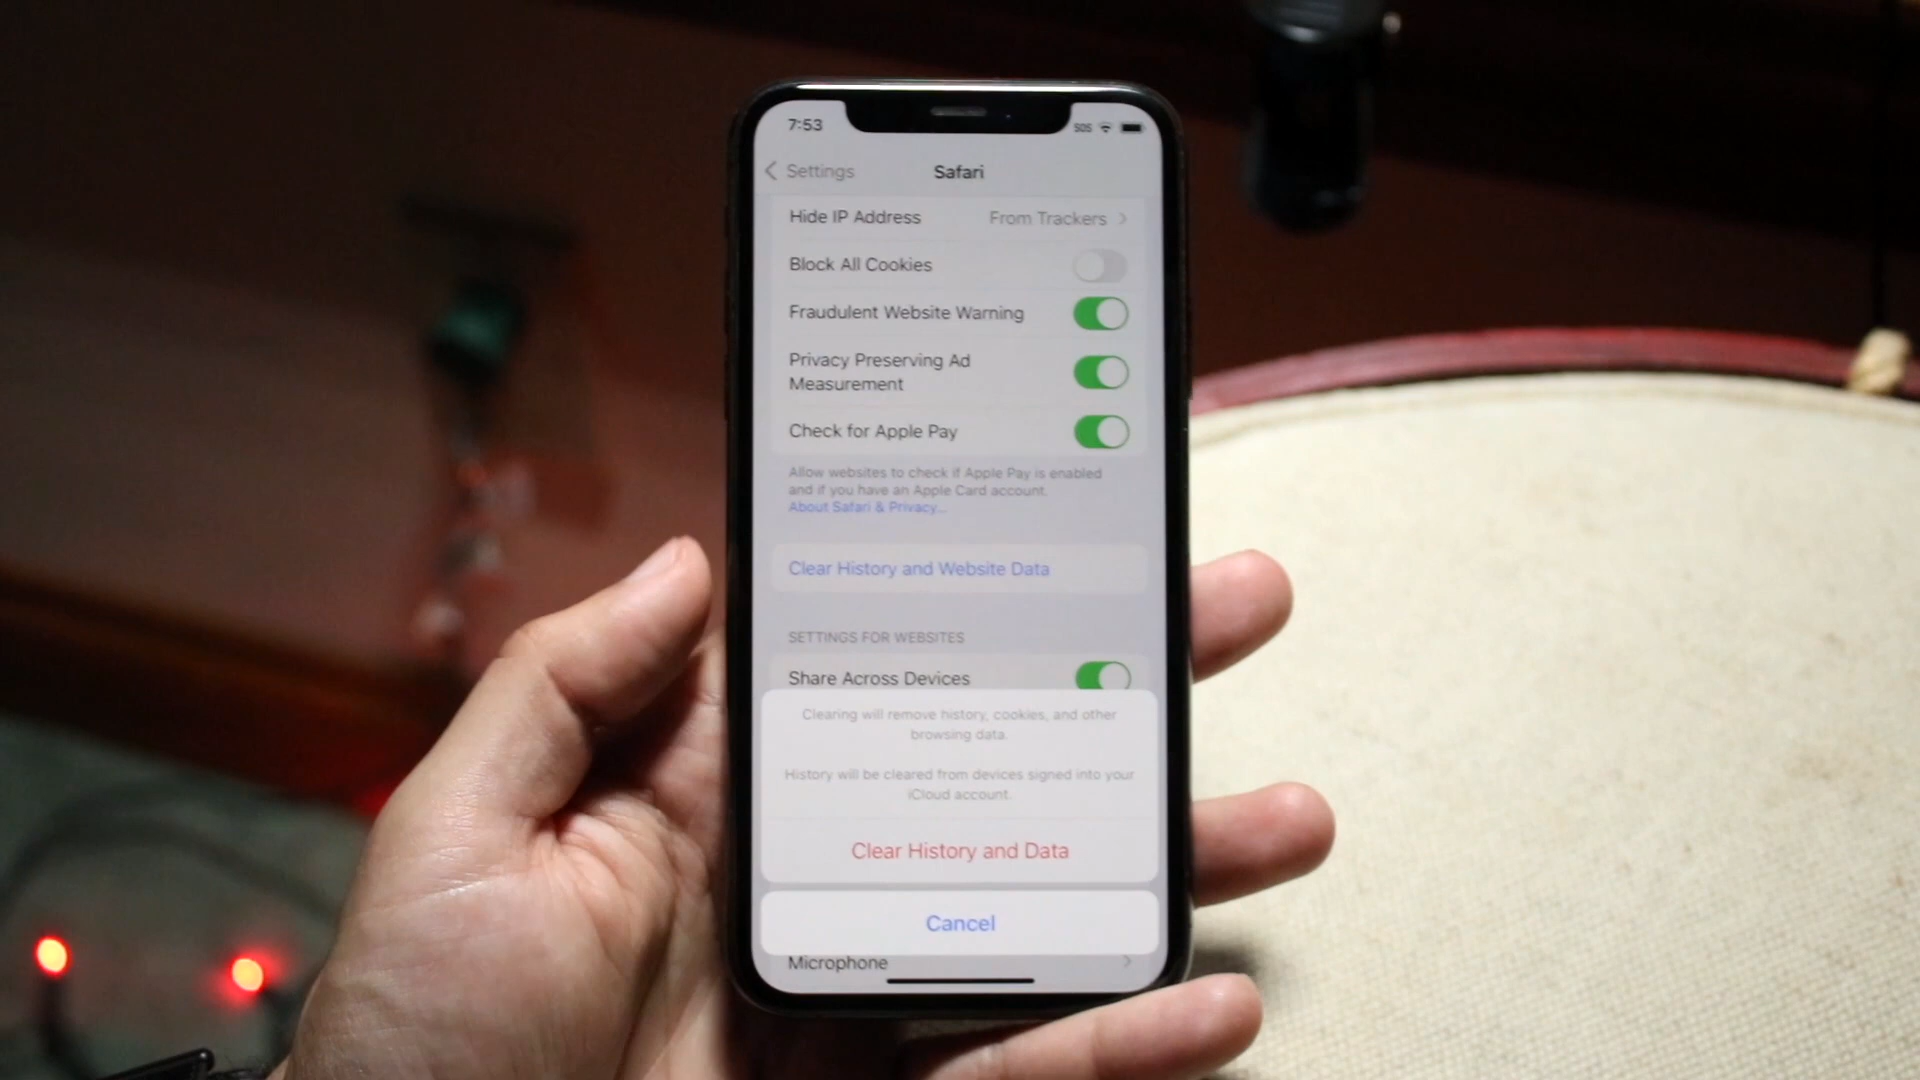 7:53
SOS
Settings
Safari
Hide IP Address From Trackers
Block All Cookies
Fraudulent Website Warning
Privacy Preserving Ad
Measurement
Check for Apple Pay
Allow websites to check if Apple Pay is enabled
and if you have an Apple Card account.
About Safari & Privacy...
Clear History and Website Data
SETTINGS FOR WEBSITES
Share Across Devices
Clearing will remove history, cookies, and other
browsing data.
History will be cleared from devices signed into your
iCloud account.
Clear History and Data
Cancel
Microphone